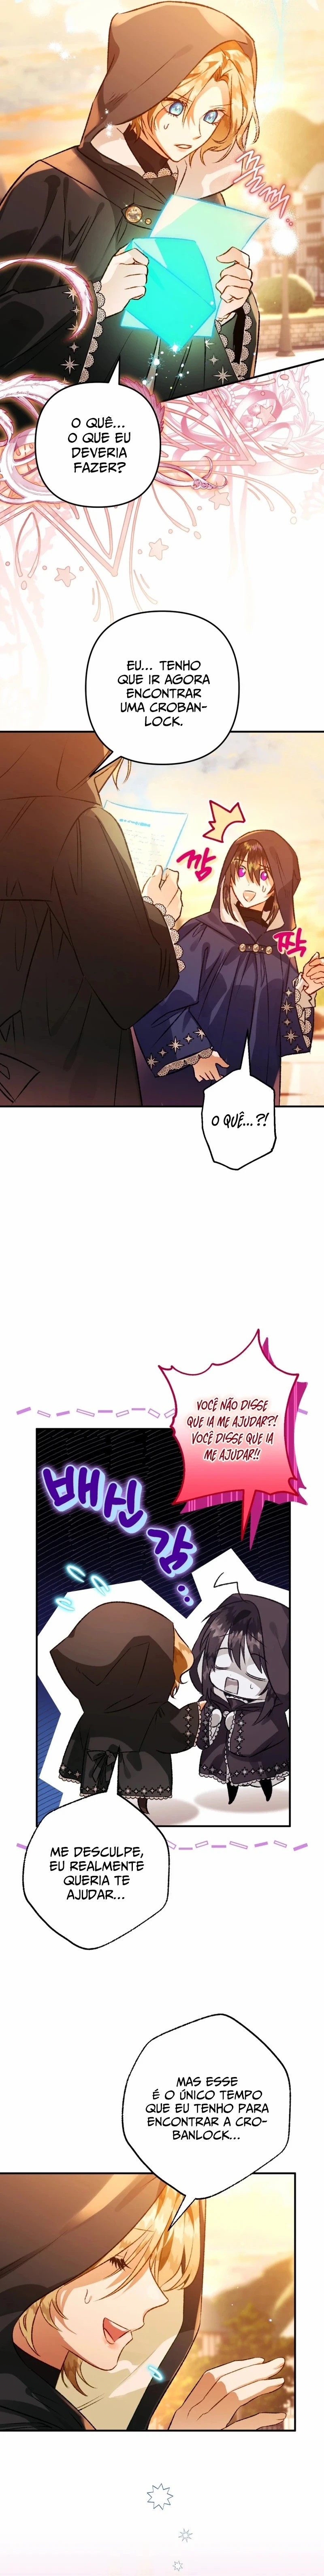 O QUÊ...
O QUE EU
DEVERIA
FAZER?
EU... TENHO
QUE IR AGORA
ENCONTRAR
UMA CROBAN-
LOCK.
깜
짝
O QUÊ...?!
VOCÊ NÃO DISSE
QUE IA ME AJUDAR?!
VOCÊ DISSE QUE IA
ME AJUDAR!!
배신
ME DESCULPE,
EU REALMENTE
QUERIA TE
AJUDAR...
MAS ESSE
É O ÚNICO TEMPO
QUE EU TENHO PARA
ENCONTRAR A CRO-
BANLOCK...